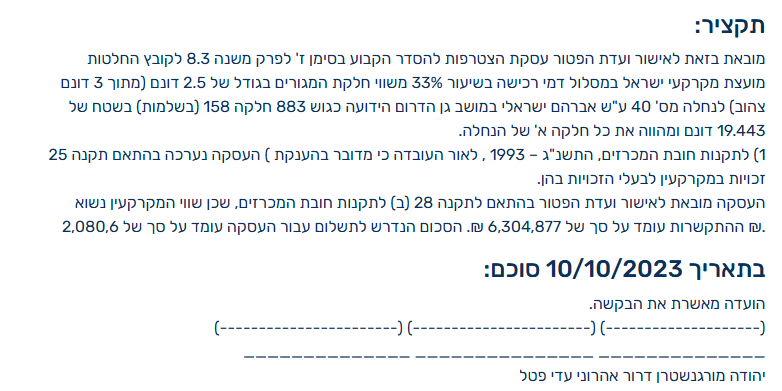 תקציר:
מובאת בזאת לאישור ועדת הפטור עסקת הצטרפות להסדר הקבוע בסימן ז' לפרק משנה 8.3 לקובץ החלטות
מועצת מקרקעי ישראל במסלול דמי רכישה בשיעור 33% משווי חלקת המגורים בגודל של 2.5 דונם (מתוך 3 דונם
צהוב) לנחלה מס' 40 ע"ש אברהם ישראלי במושב גן הדרום הידועה כגוש 883 חלקה 158 (בשלמות) בשטח של
19.443 דונם ומהווה את כל חלקה א' של הנחלה.
1) לתקנות חובת המכרזים, התשנ"ג – 1993 , לאור העובדה כי מדובר בהענקת ) העסקה נערכה בהתאם תקנה 25
זכויות במקרקעין לבעלי הזכויות בהן.
העסקה מובאת לאישור ועדת הפטור בהתאם לתקנה 28 (ב) לתקנות חובת המכרזים, שכן שווי המקרקעין נשוא
.₪ ההתקשרות עומד על סך של 6,304,877 ₪. הסכום הנדרש לתשלום עבור העסקה עומד על סך של 2,080,6
בתאריך 10/10/2023 סוכם:
הועדה מאשרת את הבקשה.
(--------------------) (-----------------------) (-----------------------)
______________ _______________ ______________
יהודה מורגנשטרן דרור אהרוני עדי פטל